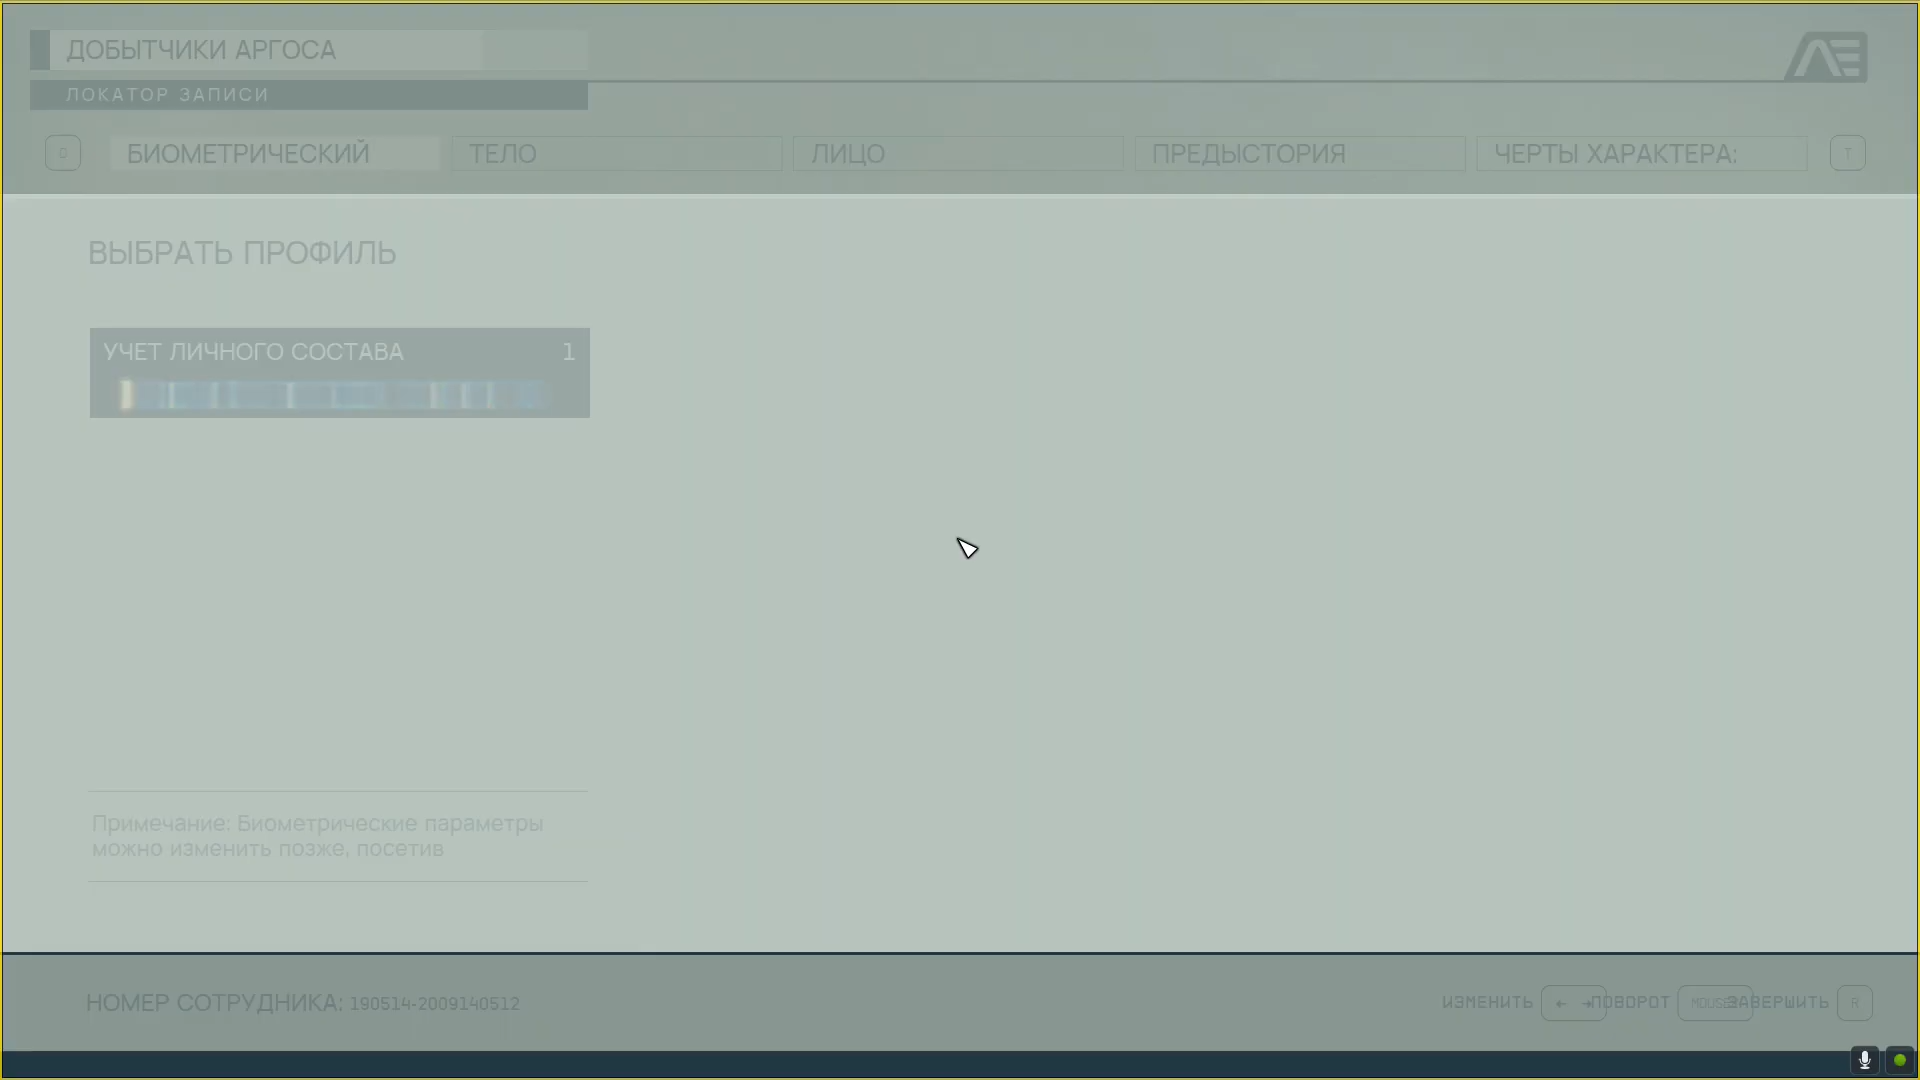 ДОБЫТЧИКИ АРГОСА
ЛОКАТОР ЗАПИСИ
БИОМЕТРИЧЕСКИЙ ТЕЛО ЛИЦО ПРЕДЫСТОРИЯ ЧЕРТЫ ХАРАКТЕРА: T
ВЫБРАТЬ ПРОФИЛЬ
УЧЕТ ЛИЧНОГО СОСТАВА 1
Примечание: Биометрические параметры
можно изменить позже, посетив
НОМЕР СОТРУДНИКА: 190514-2009140512
ИЗМЕНИТЬ ПОВОРОТ ЗАВЕРШИТЬ R